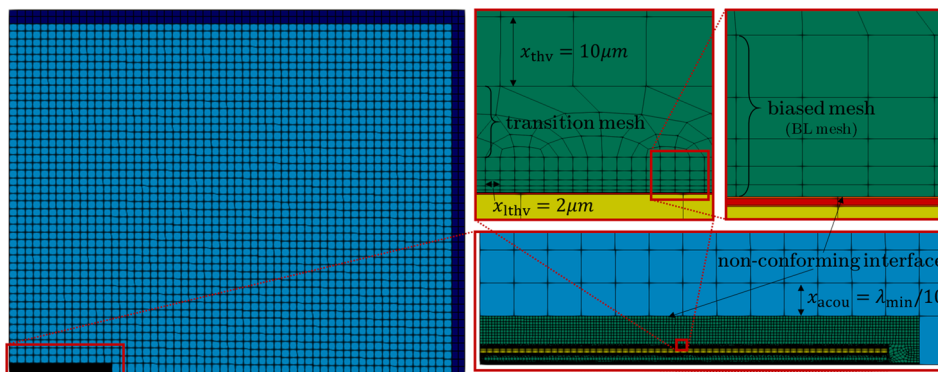 x_thv = 10μm
transition mesh
x_lthv = 2μm
biased mesh
(BL mesh)
non-conforming interface
x_acou = λ_min/10